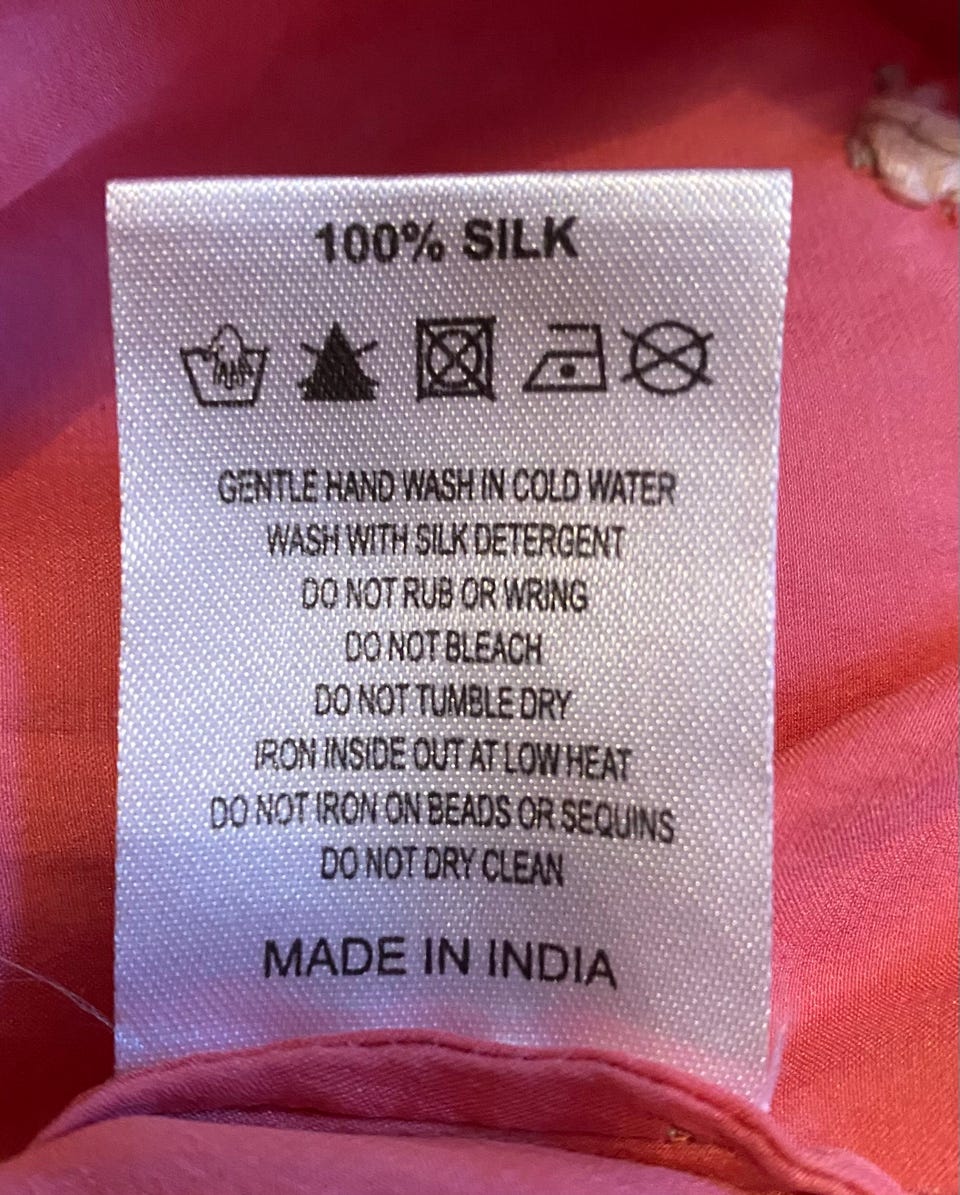 100% SILK
GENTLE HAND WASH IN COLD WATER
WASH WITH SILK DETERGENT
DO NOT RUB OR WRING
DO NOT BLEACH
DO NOT TUMBLE DRY
IRON INSIDE OUT AT LOW HEAT
DO NOT IRON ON BEADS OR SEQUINS
DO NOT DRY CLEAN
MADE IN INDIA